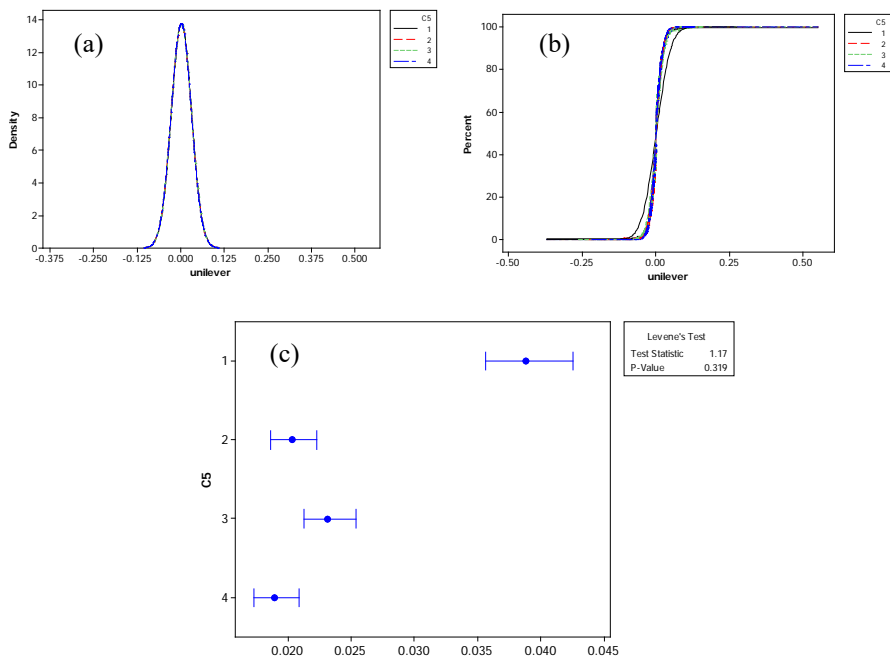 (a)
Density
14
12
10
8
6
4
2
0
-0.375 -0.250 -0.125 0.000 0.125 0.250 0.375 0.500
unilever
C5
1
2
3
4
(b)
Percent
100
80
60
40
20
0
-0.50 -0.25 0.00 0.25 0.50
unilever
C5
1
2
3
4
(c)
C5
1
2
3
4
0.020 0.025 0.030 0.035 0.040 0.045
Levene's Test
Test Statistic 1.17
P-Value 0.319